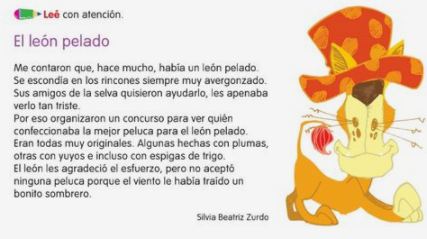 Leé con atención.
El león pelado
Me contaron que, hace mucho, había un león pelado.
Se escondía en los rincones siempre muy avergonzado.
Sus amigos de la selva quisieron ayudarlo, les apenaba
verlo tan triste.
Por eso organizaron un concurso para ver quién
confeccionaba la mejor peluca para el león pelado.
Eran todas muy originales. Algunas hechas con plumas,
otras con yuyos e incluso con espigas de trigo.
El león les agradeció el esfuerzo, pero no aceptó
ninguna peluca porque el viento le había traído un
bonito sombrero.
Silvia Beatriz Zurdo